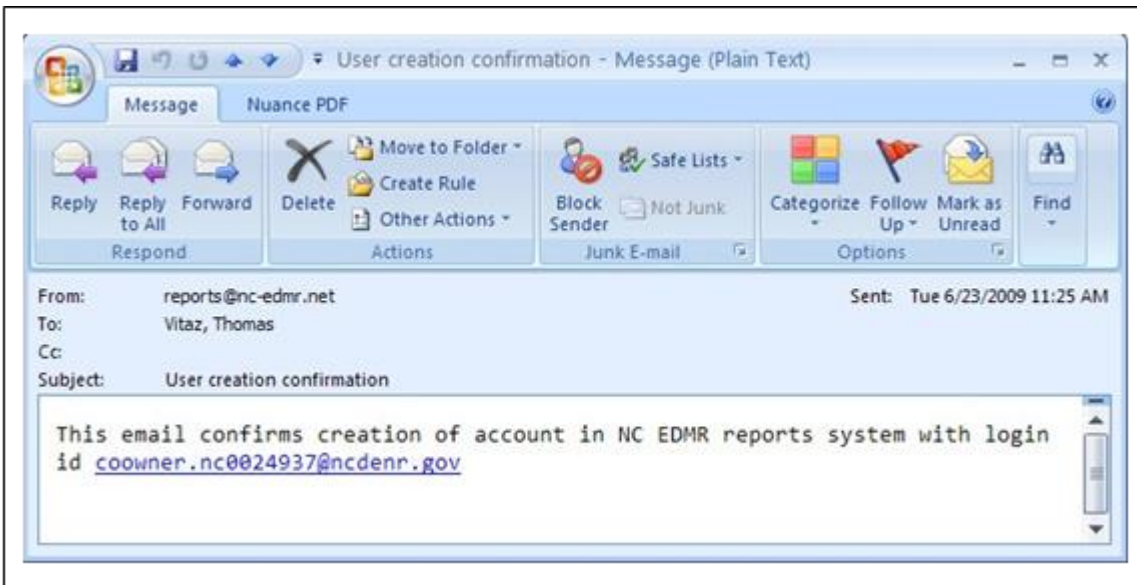 User creation confirmation - Message (Plain Text)
Message Nuance PDF
Reply
Reply to All
Forward
Respond
Delete
Move to Folder
Create Rule
Other Actions
Actions
Block Sender
Safe Lists
Not Junk
Junk E-mail
Categorize
Follow Up
Mark as Unread
Options
Find
From: reports@nc-edmr.net Sent: Tue 6/23/2009 11:25 AM
To: Vitaz, Thomas
Cc:
Subject: User creation confirmation
This email confirms creation of account in NC EDMR reports system with login
id coowner.nc0024937@ncdenr.gov